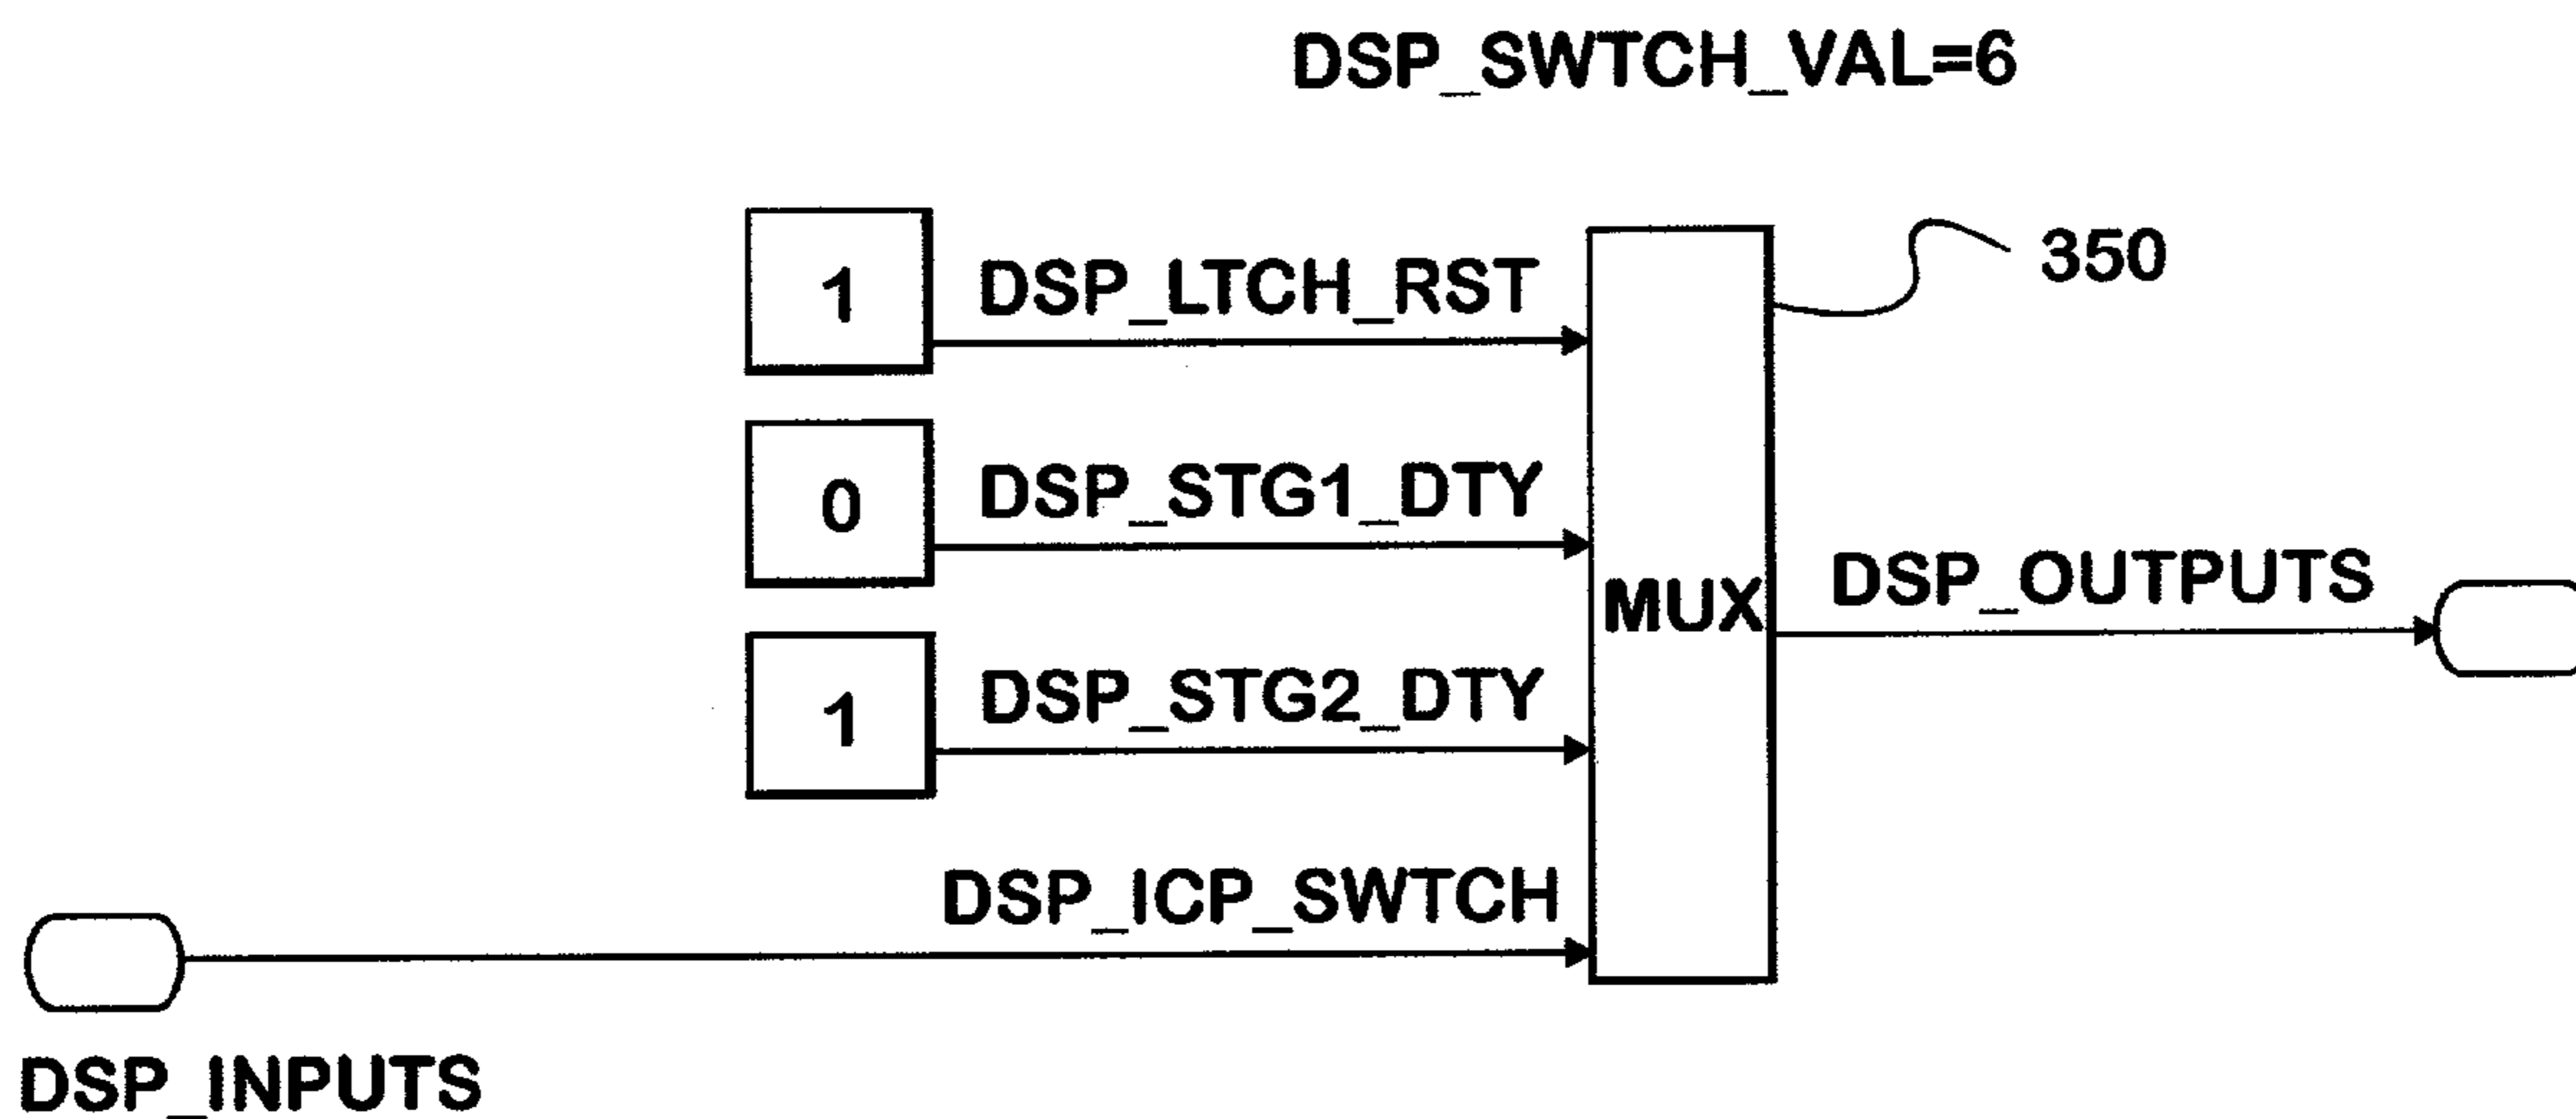 DSP_SWTCH_VAL=6
1
DSP_LTCH_RST
350
0
DSP_STG1_DTY
MUX
DSP_OUTPUTS
1
DSP_STG2_DTY
DSP_ICP_SWTCH
DSP_INPUTS